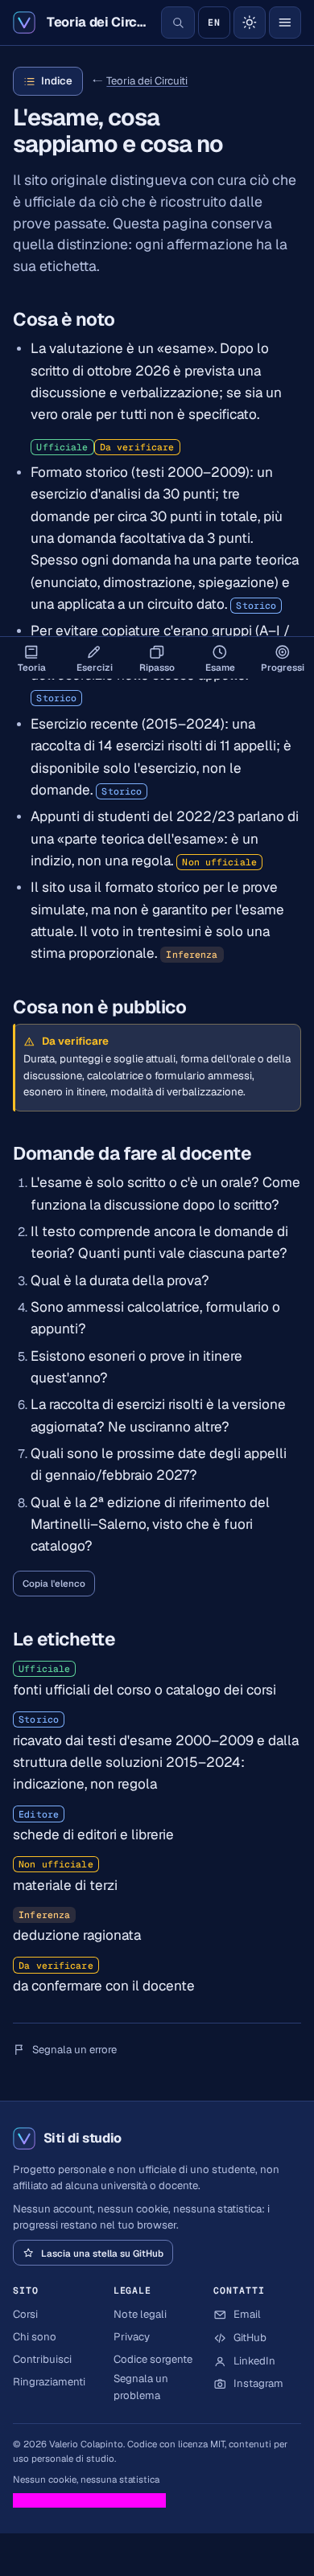 Teoria dei Circ...
EN
Indice
← Teoria dei Circuiti
L'esame, cosa
sappiamo e cosa no
Il sito originale distingueva con cura ciò che
è ufficiale da ciò che è ricostruito dalle
prove passate. Questa pagina conserva
quella distinzione: ogni affermazione ha la
sua etichetta.
Cosa è noto
La valutazione è un «esame». Dopo lo
scritto di ottobre 2026 è prevista una
discussione e verbalizzazione; se sia un
vero orale per tutti non è specificato.
Ufficiale Da verificare
Formato storico (testi 2000–2009): un
esercizio d'analisi da 30 punti; tre
domande per circa 30 punti in totale, più
una domanda facoltativa da 3 punti.
Spesso ogni domanda ha una parte teorica
(enunciato, dimostrazione, spiegazione) e
una applicata a un circuito dato. Storico
Per evitare copiature c'erano gruppi (A–I /
Teoria Esercizi Ripasso Esame Progressi
Storico
Esercizio recente (2015–2024): una
raccolta di 14 esercizi risolti di 11 appelli; è
disponibile solo l'esercizio, non le
domande. Storico
Appunti di studenti del 2022/23 parlano di
una «parte teorica dell'esame»: è un
indizio, non una regola. Non ufficiale
Il sito usa il formato storico per le prove
simulate, ma non è garantito per l'esame
attuale. Il voto in trentesimi è solo una
stima proporzionale. Inferenza
Cosa non è pubblico
Da verificare
Durata, punteggi e soglie attuali, forma dell'orale o della
discussione, calcolatrice o formulario ammessi,
esonero in itinere, modalità di verbalizzazione.
Domande da fare al docente
1. L'esame è solo scritto o c'è un orale? Come
funziona la discussione dopo lo scritto?
2. Il testo comprende ancora le domande di
teoria? Quanti punti vale ciascuna parte?
3. Qual è la durata della prova?
4. Sono ammessi calcolatrice, formulario o
appunti?
5. Esistono esoneri o prove in itinere
quest'anno?
6. La raccolta di esercizi risolti è la versione
aggiornata? Ne usciranno altre?
7. Quali sono le prossime date degli appelli
di gennaio/febbraio 2027?
8. Qual è la 2ª edizione di riferimento del
Martinelli–Salerno, visto che è fuori
catalogo?
Copia l'elenco
Le etichette
Ufficiale
fonti ufficiali del corso o catalogo dei corsi
Storico
ricavato dai testi d'esame 2000–2009 e dalla
struttura delle soluzioni 2015–2024:
indicazione, non regola
Editore
schede di editori e librerie
Non ufficiale
materiale di terzi
Inferenza
deduzione ragionata
Da verificare
da confermare con il docente
Segnala un errore
Siti di studio
Progetto personale e non ufficiale di uno studente, non
affiliato ad alcuna università o docente.
Nessun account, nessun cookie, nessuna statistica: i
progressi restano nel tuo browser.
Lascia una stella su GitHub
SITO
Corsi
Chi sono
Contribuisci
Ringraziamenti
LEGALE
Note legali
Privacy
Codice sorgente
Segnala un
problema
CONTATTI
Email
GitHub
LinkedIn
Instagram
© 2026 Valerio Colapinto. Codice con licenza MIT, contenuti per
uso personale di studio.
Nessun cookie, nessuna statistica